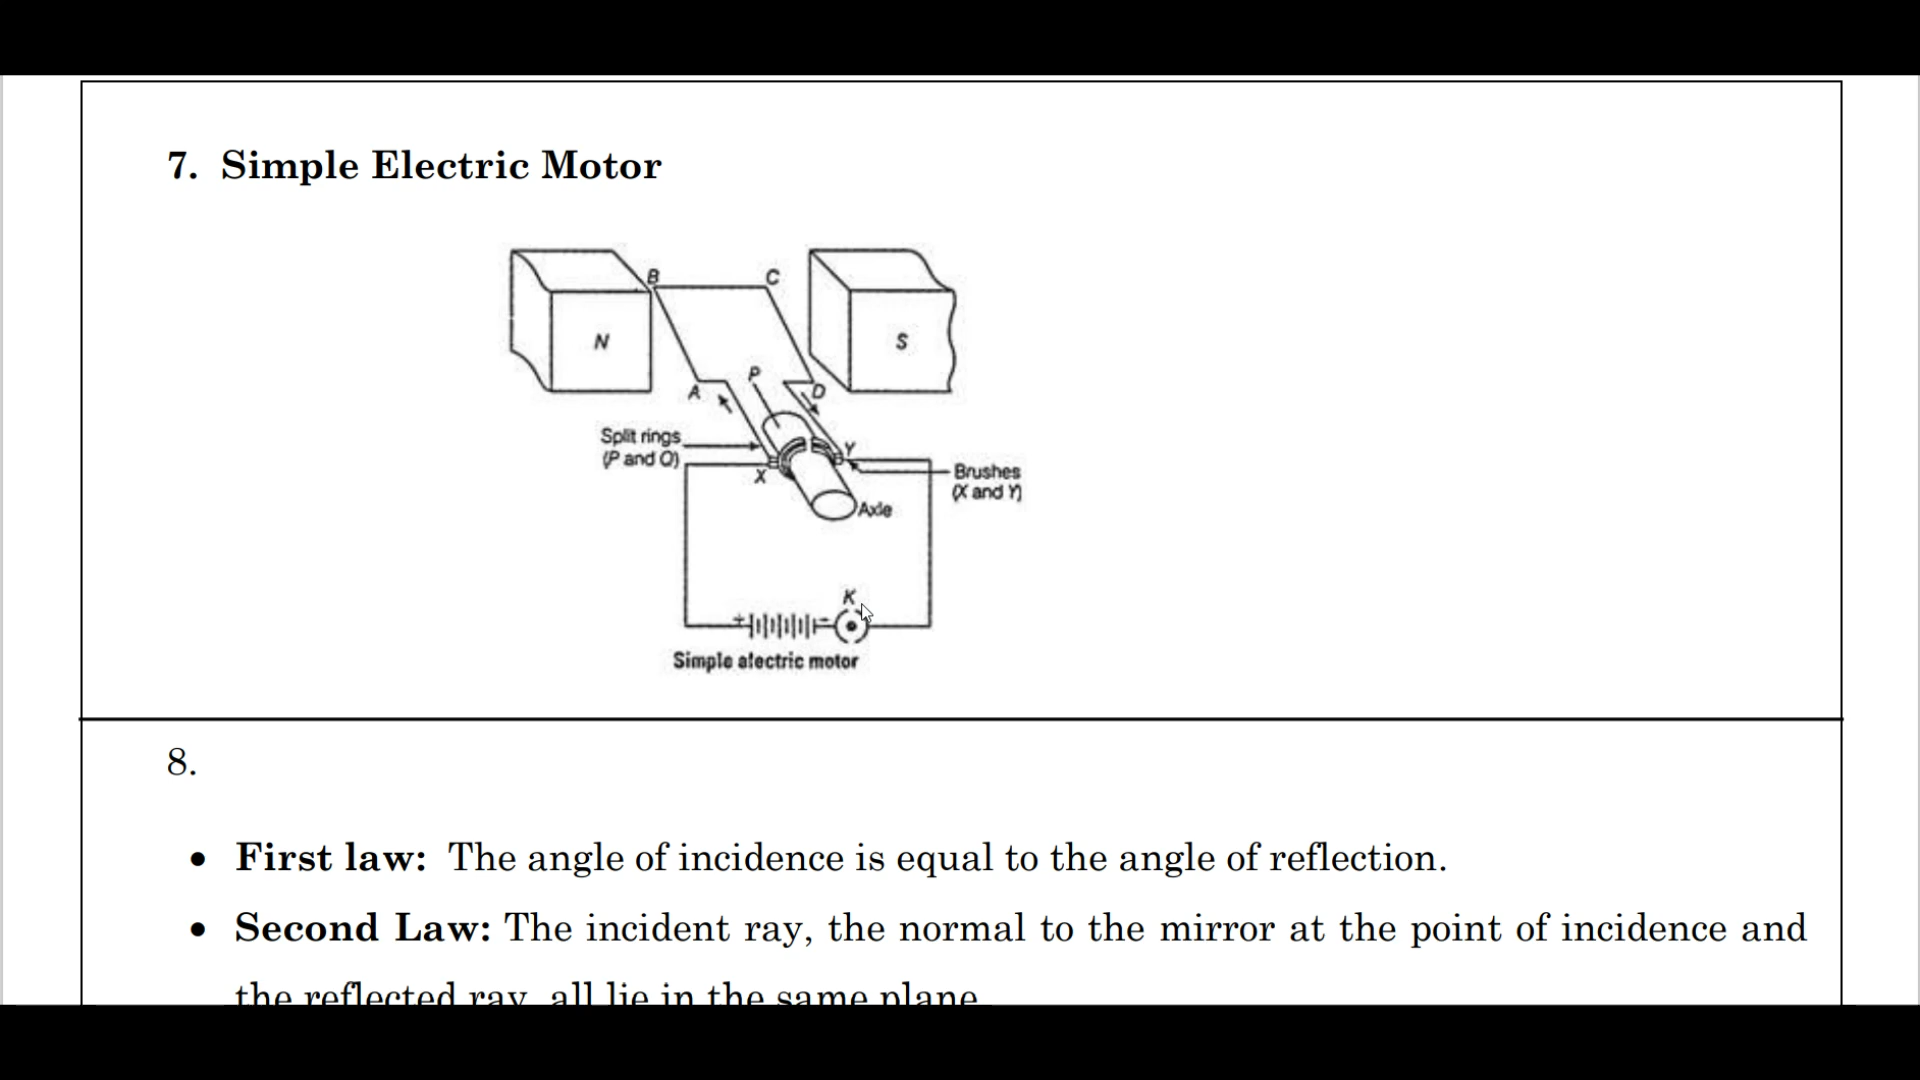 7. Simple Electric Motor
B
C
N
S
P
A
D
Split rings
(P and Q)
Y
X
Brushes
(X and Y)
Axle
K
+
-
Simple alectric motor
8.
• First law: The angle of incidence is equal to the angle of reflection.
• Second Law: The incident ray, the normal to the mirror at the point of incidence and
the reflected ray, all lie in the same plane